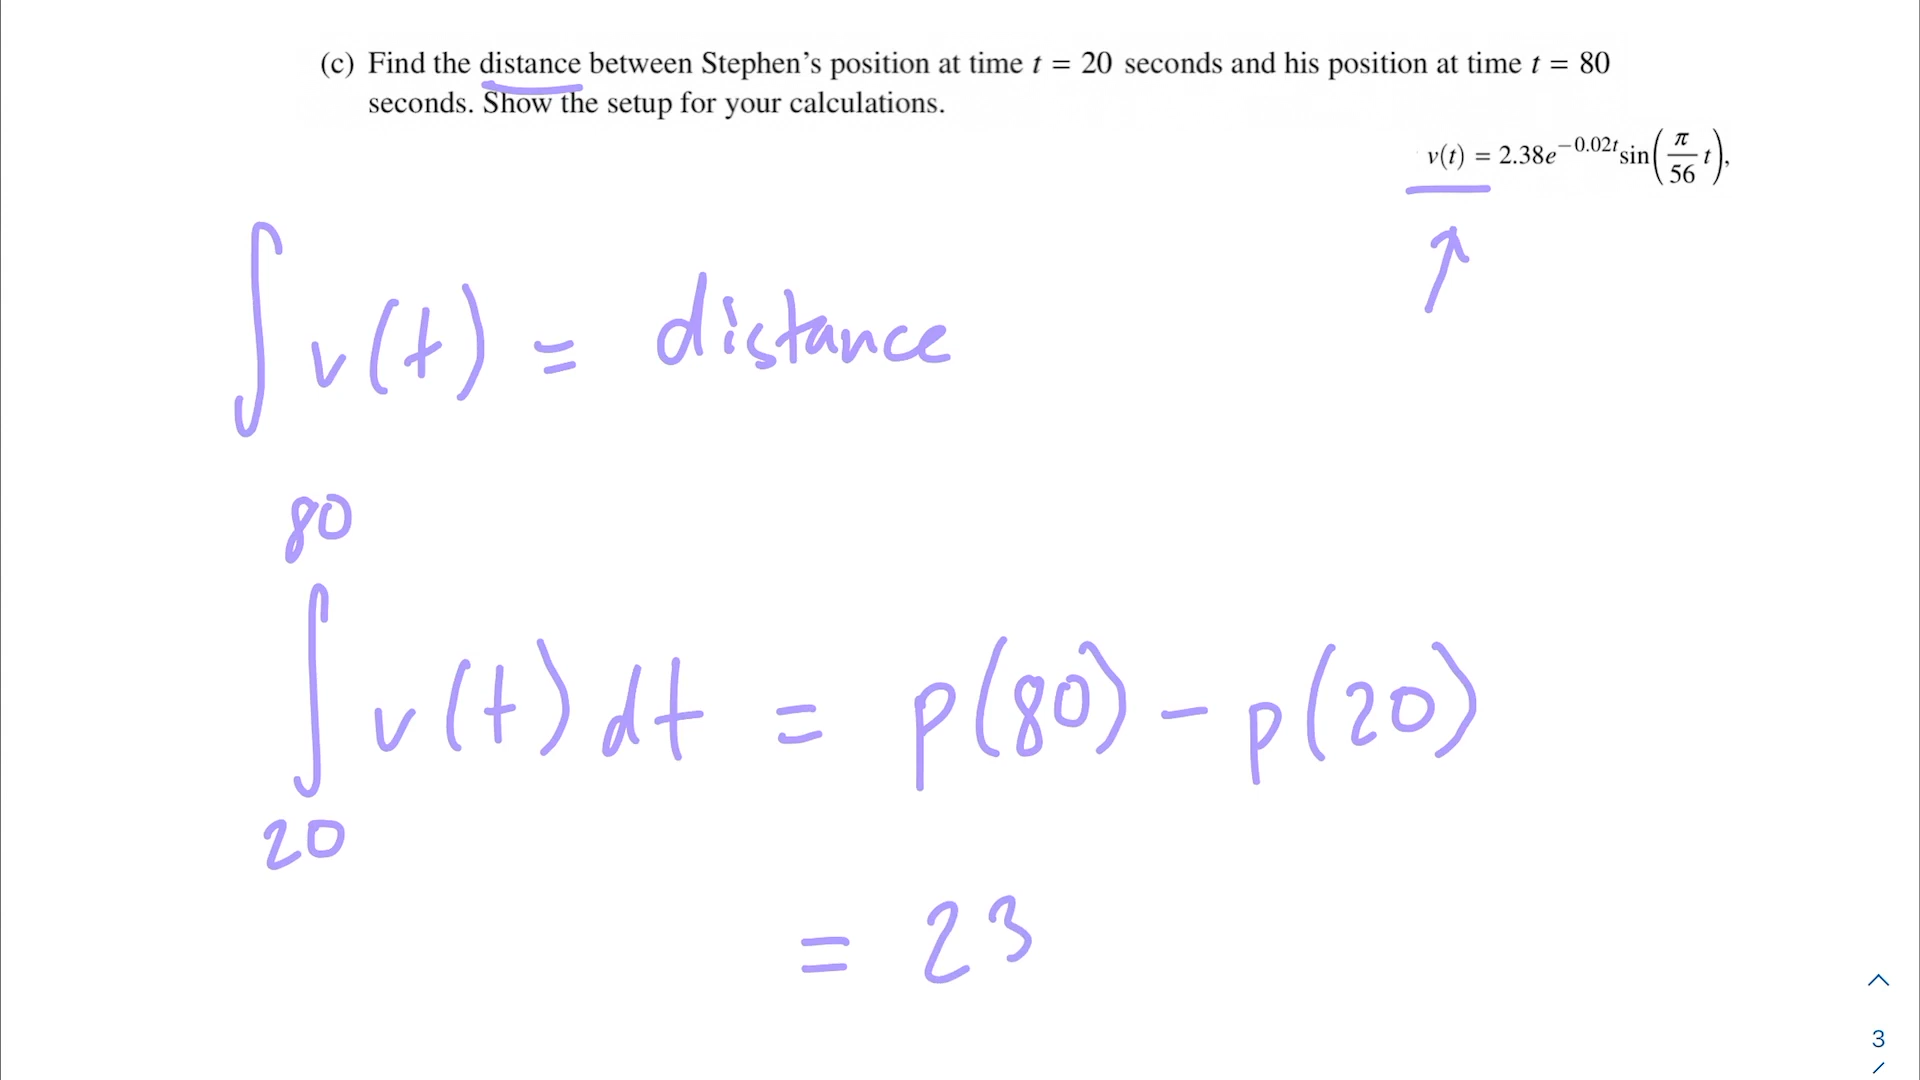 (c) Find the distance between Stephen's position at time t = 20 seconds and his position at time t = 80
seconds. Show the setup for your calculations.
v(t) = 2.38e^{-0.02t} sin(π/56 t),
∫ v(t) = distance
80
∫ v(t) dt = p(80) - p(20)
20
= 23
3